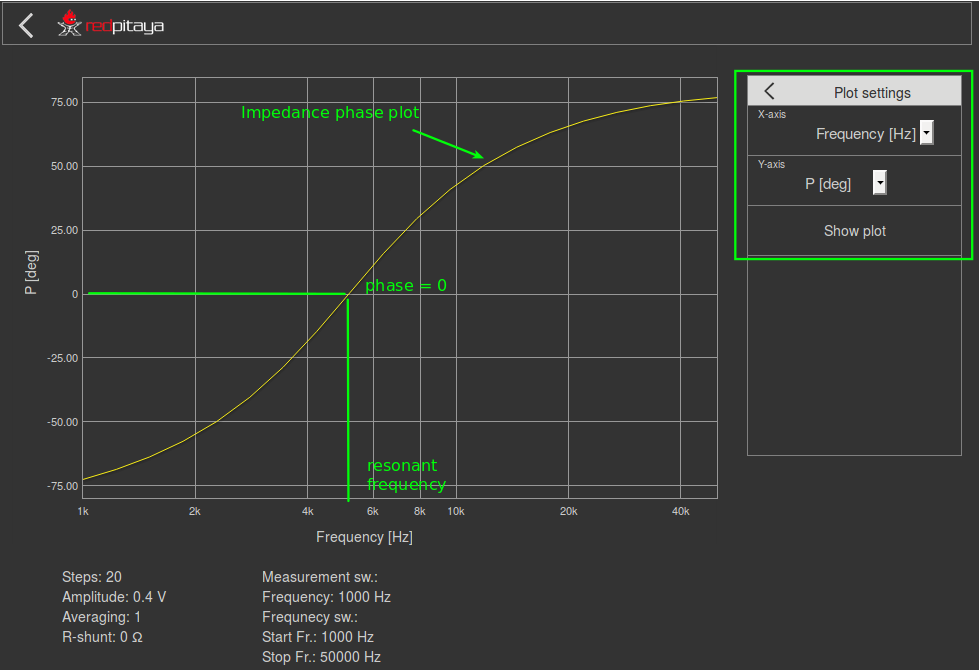 redpitaya
Plot settings
X-axis
Frequency [Hz]
Y-axis
P [deg]
Show plot
Impedance phase plot
phase = 0
resonant
frequency
P [deg]
75.00
50.00
25.00
0
-25.00
-50.00
-75.00
1k 2k 4k 6k 8k 10k 20k 40k
Frequency [Hz]
Steps: 20
Amplitude: 0.4 V
Averaging: 1
R-shunt: 0 Ω
Measurement sw.:
Frequency: 1000 Hz
Frequnecy sw.:
Start Fr.: 1000 Hz
Stop Fr.: 50000 Hz